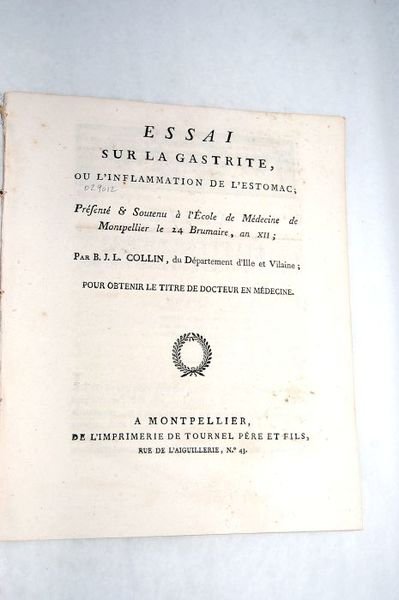 ESSAI
SUR LA GASTRITE,
OU L'INFLAMMATION DE L'ESTOMAC;
029012
Préſenté & Soutenu à l'École de Médecine de
Montpellier le 24 Brumaire, an XII;
PAR B. J. L. COLLIN, du Département d'Ille et Vilaine;
POUR OBTENIR LE TITRE DE DOCTEUR EN MÉDECINE.
A MONTPELLIER,
DE L'IMPRIMERIE DE TOURNEL PÈRE ET FILS,
RUE DE L'AIGUILLERIE, N.º 43.